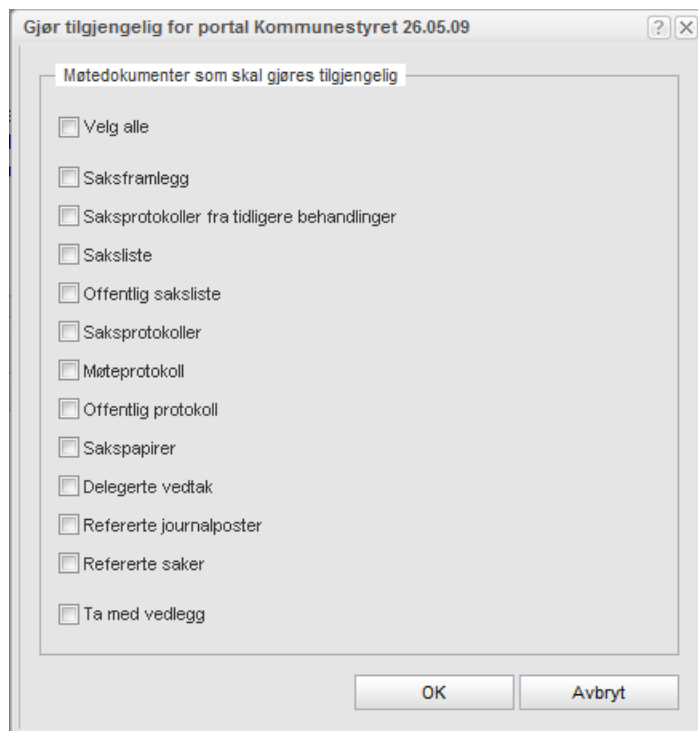 Gjør tilgjengelig for portal Kommunestyret 26.05.09
Møtedokumenter som skal gjøres tilgjengelig
Velg alle
Saksframlegg
Saksprotokoller fra tidligere behandlinger
Saksliste
Offentlig saksliste
Saksprotokoller
Møteprotokoll
Offentlig protokoll
Sakspapirer
Delegerte vedtak
Refererte journalposter
Refererte saker
Ta med vedlegg
OK Avbryt